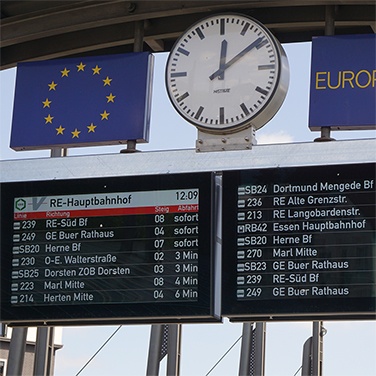 EUROP
RE-Hauptbahnhof 12:09
Linie Richtung Steig Abfahrt
239 RE-Süd Bf 08 sofort
249 GE Buer Rathaus 04 sofort
SB20 Herne Bf 07 sofort
230 O-E. Walterstraße 02 3 Min
SB25 Dorsten ZOB Dorsten 03 3 Min
223 Marl Mitte 08 4 Min
214 Herten Mitte 04 6 Min
SB24 Dortmund Mengede Bf
236 RE Alte Grenzstr.
213 RE Langobardenstr.
RB42 Essen Hauptbahnhof
SB20 Herne Bf
270 Marl Mitte
SB23 GE Buer Rathaus
239 RE-Süd Bf
249 GE Buer Rathaus